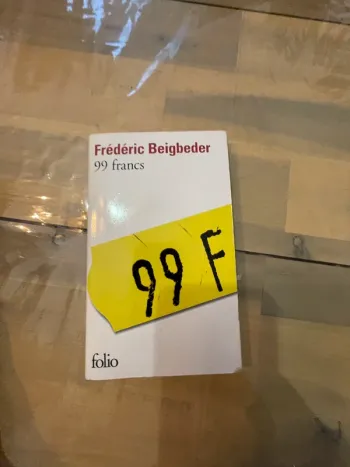 Frédéric Beigbeder
99 francs
99 F
folio